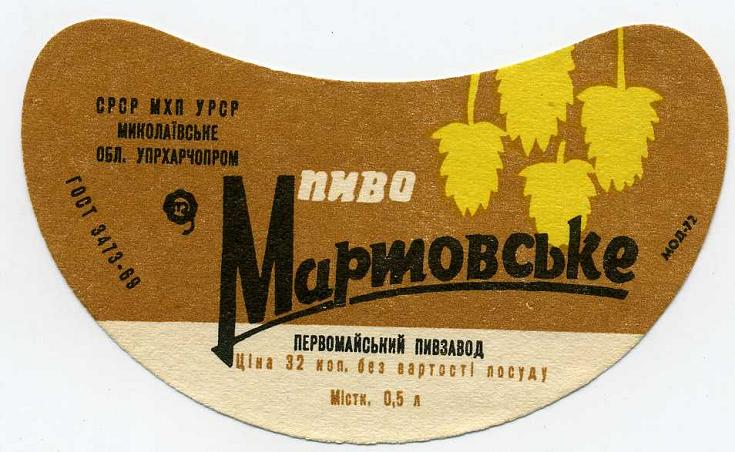 СРСР МХП УРСР
МИКОЛАЇВСЬКЕ
ОБЛ. УПРХАРЧОПРОМ
ГОСТ 3473-69
пиво
Мартовське
МОД-72
ПЕРВОМАЙСЬКИЙ ПИВЗАВОД
Ціна 32 коп. без вартості посуду
Містк. 0,5 л